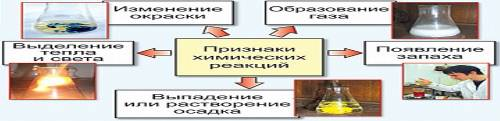 Изменение
окраски
Образование
газа
Выделение
тепла
и света
Признаки
химических
реакций
Появление
запаха
Выпадение
или растворение
осадка